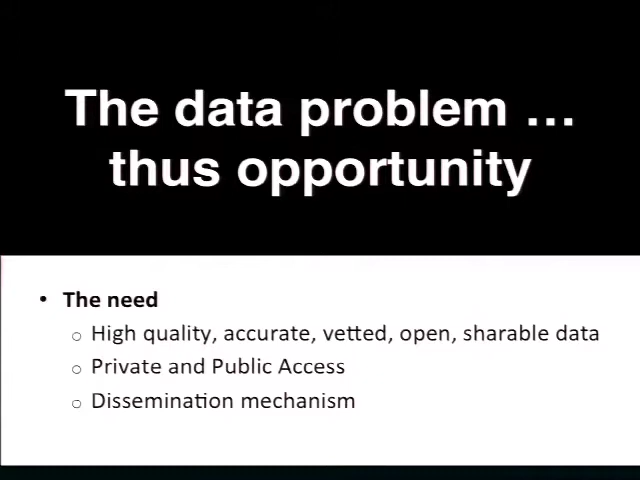 The data problem …
thus opportunity
• The need
○ High quality, accurate, vetted, open, sharable data
○ Private and Public Access
○ Dissemination mechanism